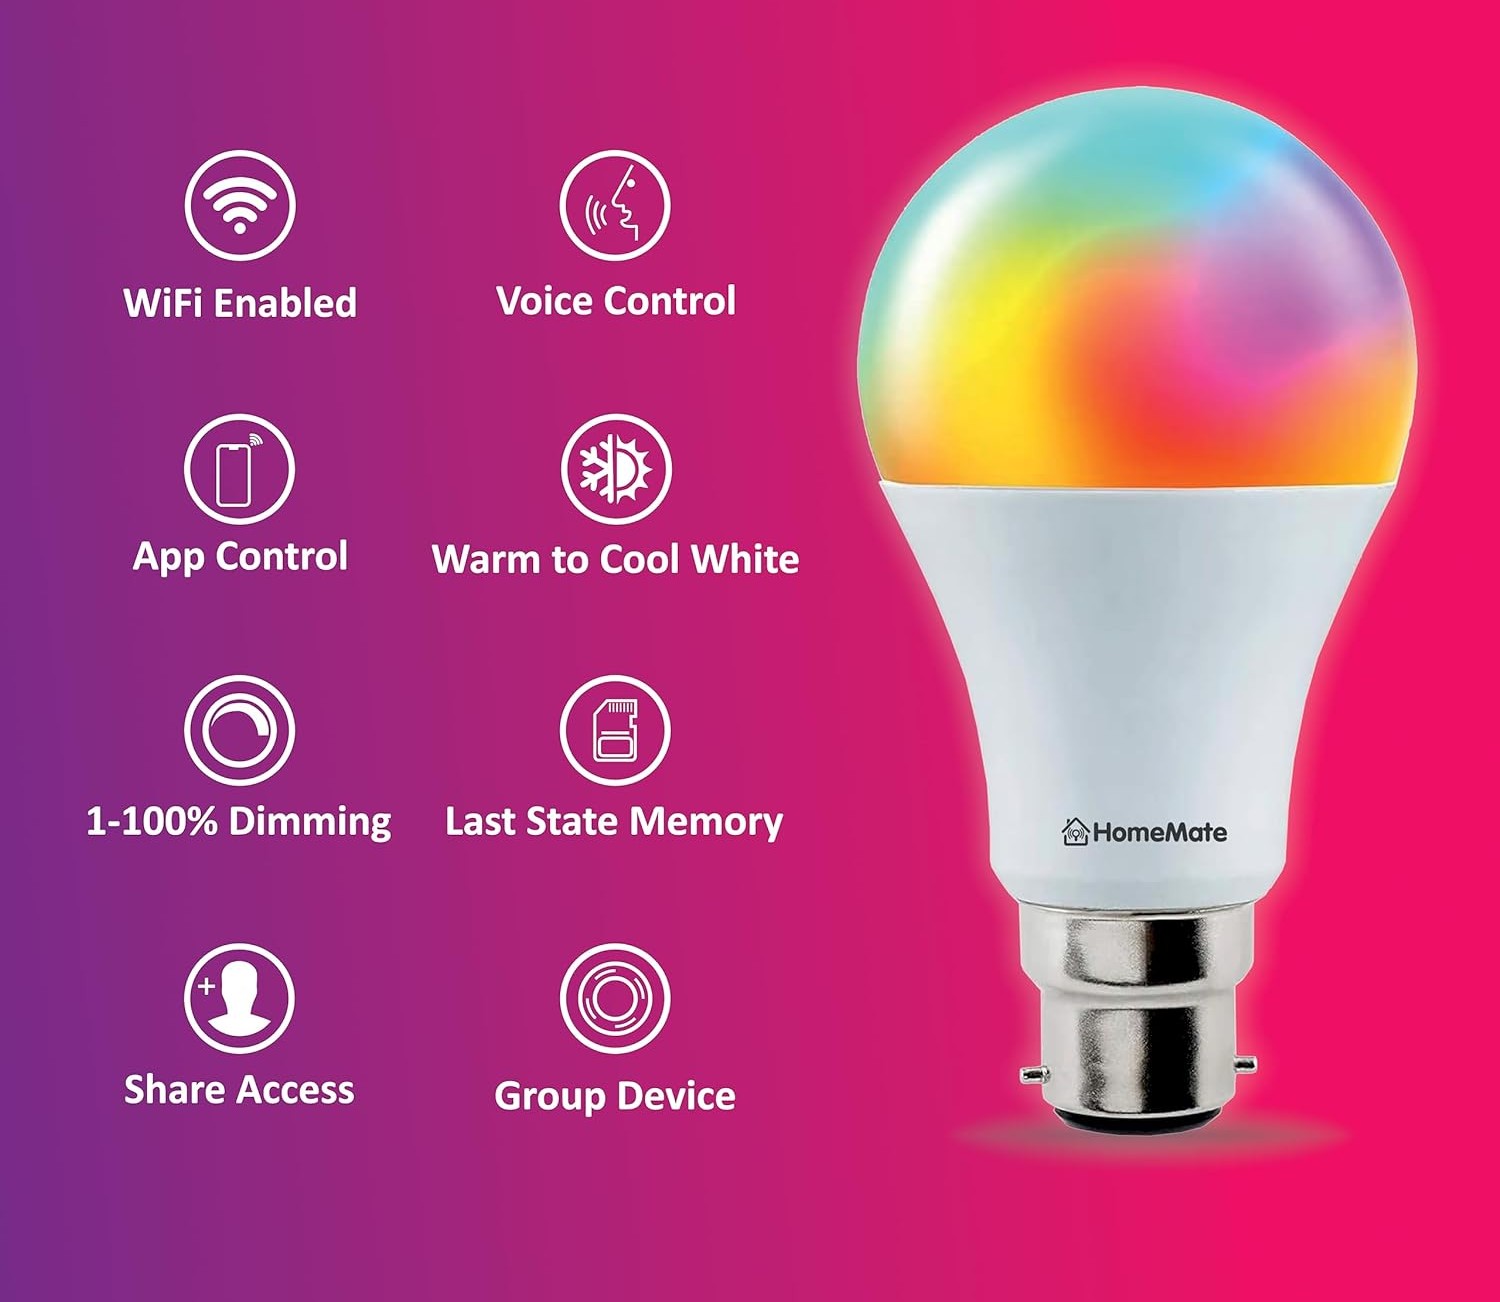 WiFi Enabled
Voice Control
App Control
Warm to Cool White
1-100% Dimming
Last State Memory
Share Access
Group Device
HomeMate